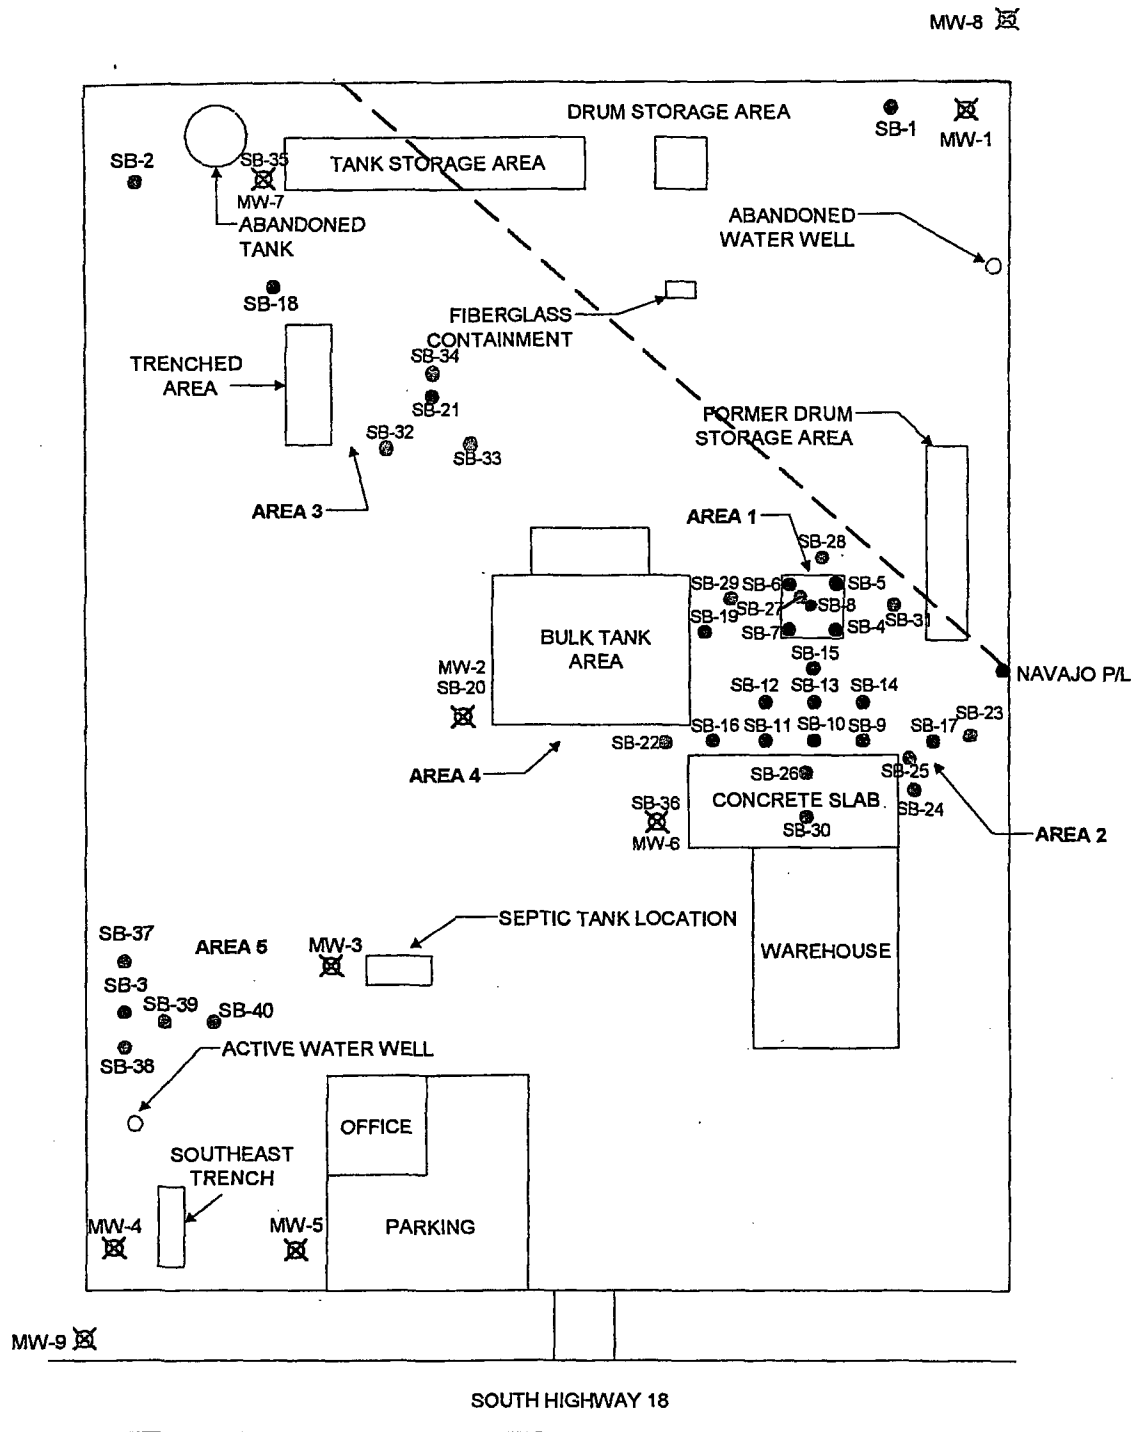 MW-8
DRUM STORAGE AREA
SB-1
MW-1
SB-2
SB-35
TANK STORAGE AREA
MW-7
ABANDONED
TANK
ABANDONED
WATER WELL
SB-18
FIBERGLASS
CONTAINMENT
SB-34
TRENCHED
AREA
SB-21
FORMER DRUM
STORAGE AREA
SB-32
SB-33
AREA 3
AREA 1
SB-28
SB-29
SB-6
SB-5
SB-27
SB-8
SB-31
SB-19
SB-7
SB-4
BULK TANK
AREA
SB-15
MW-2
SB-20
NAVAJO P/L
SB-12
SB-13
SB-14
SB-23
SB-22
SB-16
SB-11
SB-10
SB-9
SB-17
AREA 4
SB-26
SB-25
CONCRETE SLAB
SB-24
SB-36
SB-30
MW-6
AREA 2
SEPTIC TANK LOCATION
SB-37
AREA 5
MW-3
WAREHOUSE
SB-3
SB-39
SB-40
SB-38
ACTIVE WATER WELL
OFFICE
SOUTHEAST
TRENCH
MW-4
MW-5
PARKING
MW-9
SOUTH HIGHWAY 18